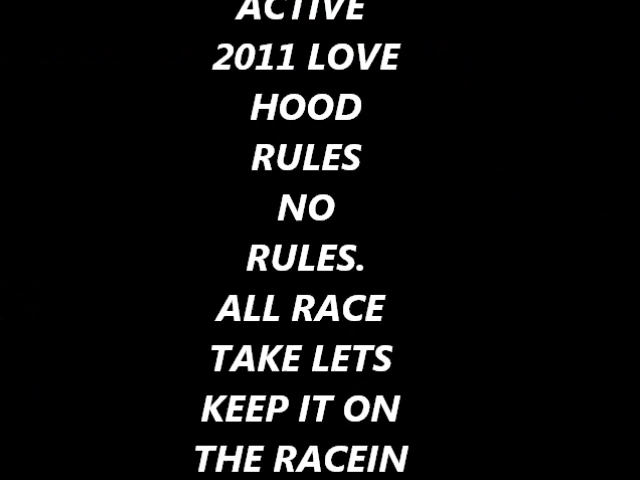 ACTIVE
2011 LOVE
HOOD
RULES
NO
RULES.
ALL RACE
TAKE LETS
KEEP IT ON
THE RACEIN